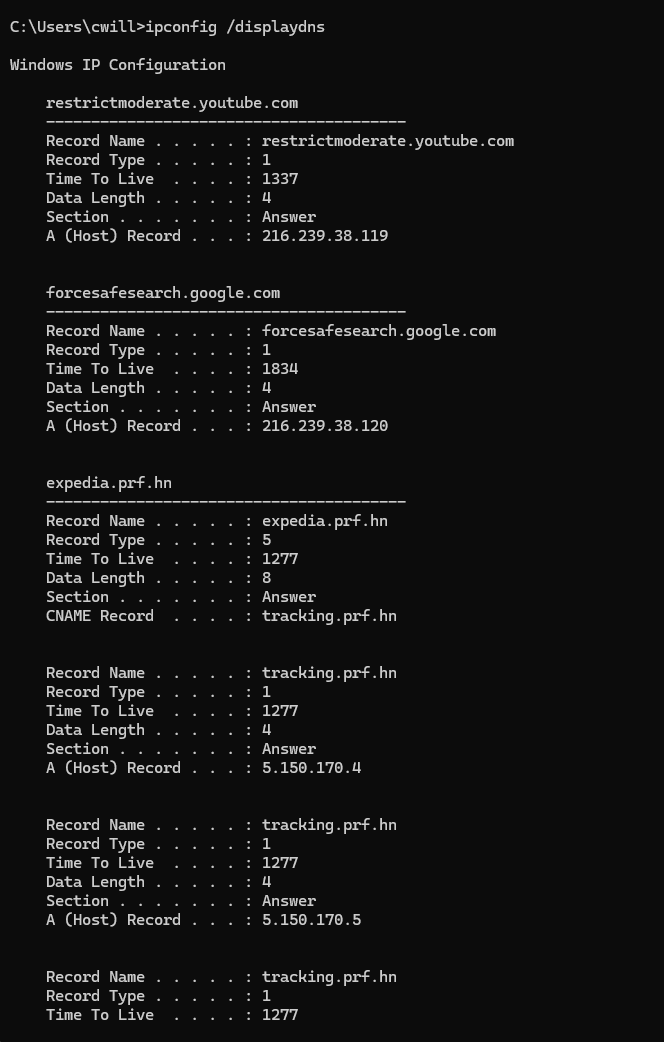 C:\Users\cwill>ipconfig /displaydns
Windows IP Configuration
restrictmoderate.youtube.com
----------------------------------------
Record Name . . . . . : restrictmoderate.youtube.com
Record Type . . . . . : 1
Time To Live  . . . . : 1337
Data Length . . . . . : 4
Section . . . . . . . : Answer
A (Host) Record . . . : 216.239.38.119
forcesafesearch.google.com
----------------------------------------
Record Name . . . . . : forcesafesearch.google.com
Record Type . . . . . : 1
Time To Live  . . . . : 1834
Data Length . . . . . : 4
Section . . . . . . . : Answer
A (Host) Record . . . : 216.239.38.120
expedia.prf.hn
----------------------------------------
Record Name . . . . . : expedia.prf.hn
Record Type . . . . . : 5
Time To Live  . . . . : 1277
Data Length . . . . . : 8
Section . . . . . . . : Answer
CNAME Record  . . . . : tracking.prf.hn
Record Name . . . . . : tracking.prf.hn
Record Type . . . . . : 1
Time To Live  . . . . : 1277
Data Length . . . . . : 4
Section . . . . . . . : Answer
A (Host) Record . . . : 5.150.170.4
Record Name . . . . . : tracking.prf.hn
Record Type . . . . . : 1
Time To Live  . . . . : 1277
Data Length . . . . . : 4
Section . . . . . . . : Answer
A (Host) Record . . . : 5.150.170.5
Record Name . . . . . : tracking.prf.hn
Record Type . . . . . : 1
Time To Live  . . . . : 1277